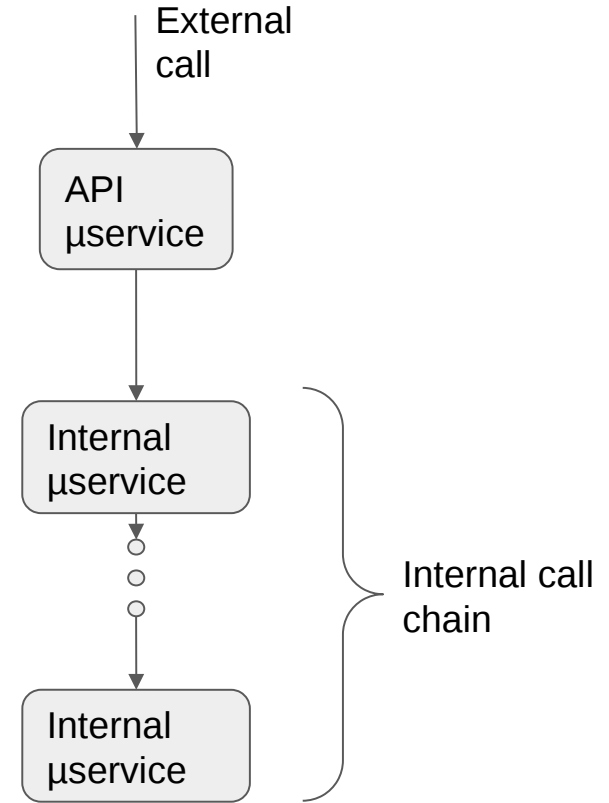 External
call
API
µservice
Internal
µservice
Internal call
chain
Internal
µservice